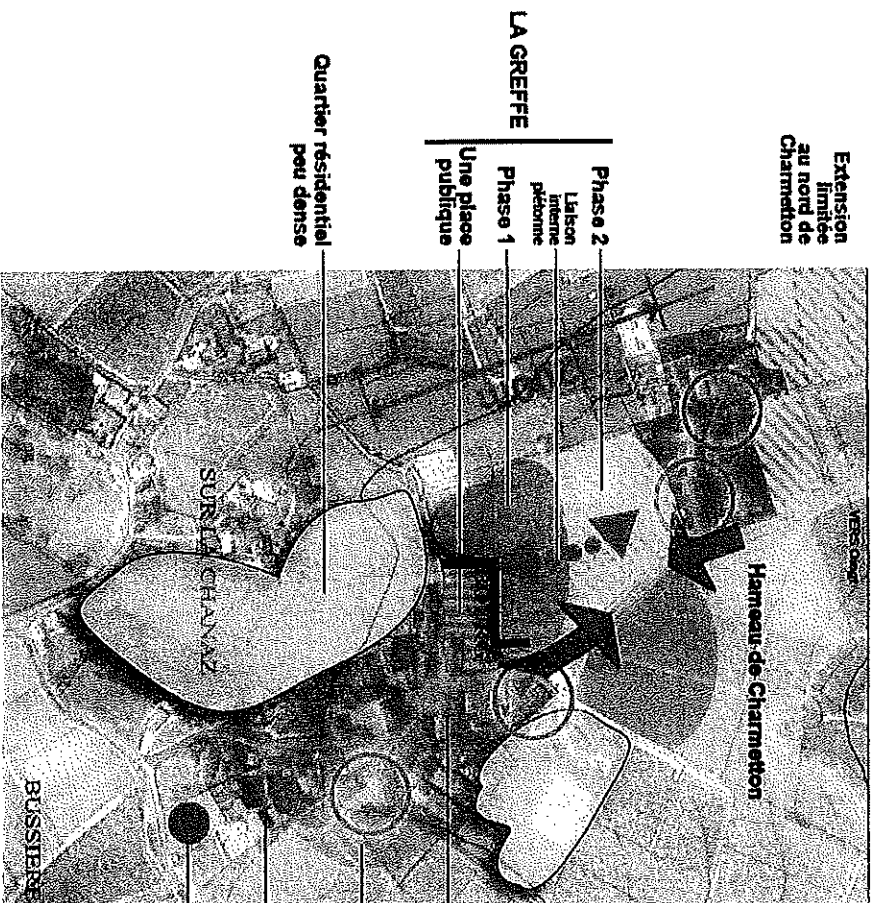 Extension
limitée
au nord de
Charmetton
LA GREFFE
Phase 2
Liaison
interne
piétonne
Phase 1
Une place
publique
Quartier résidentiel
peu dense
Hameau de Charmetton
SUR LA CHANAZ
BUSSIERE